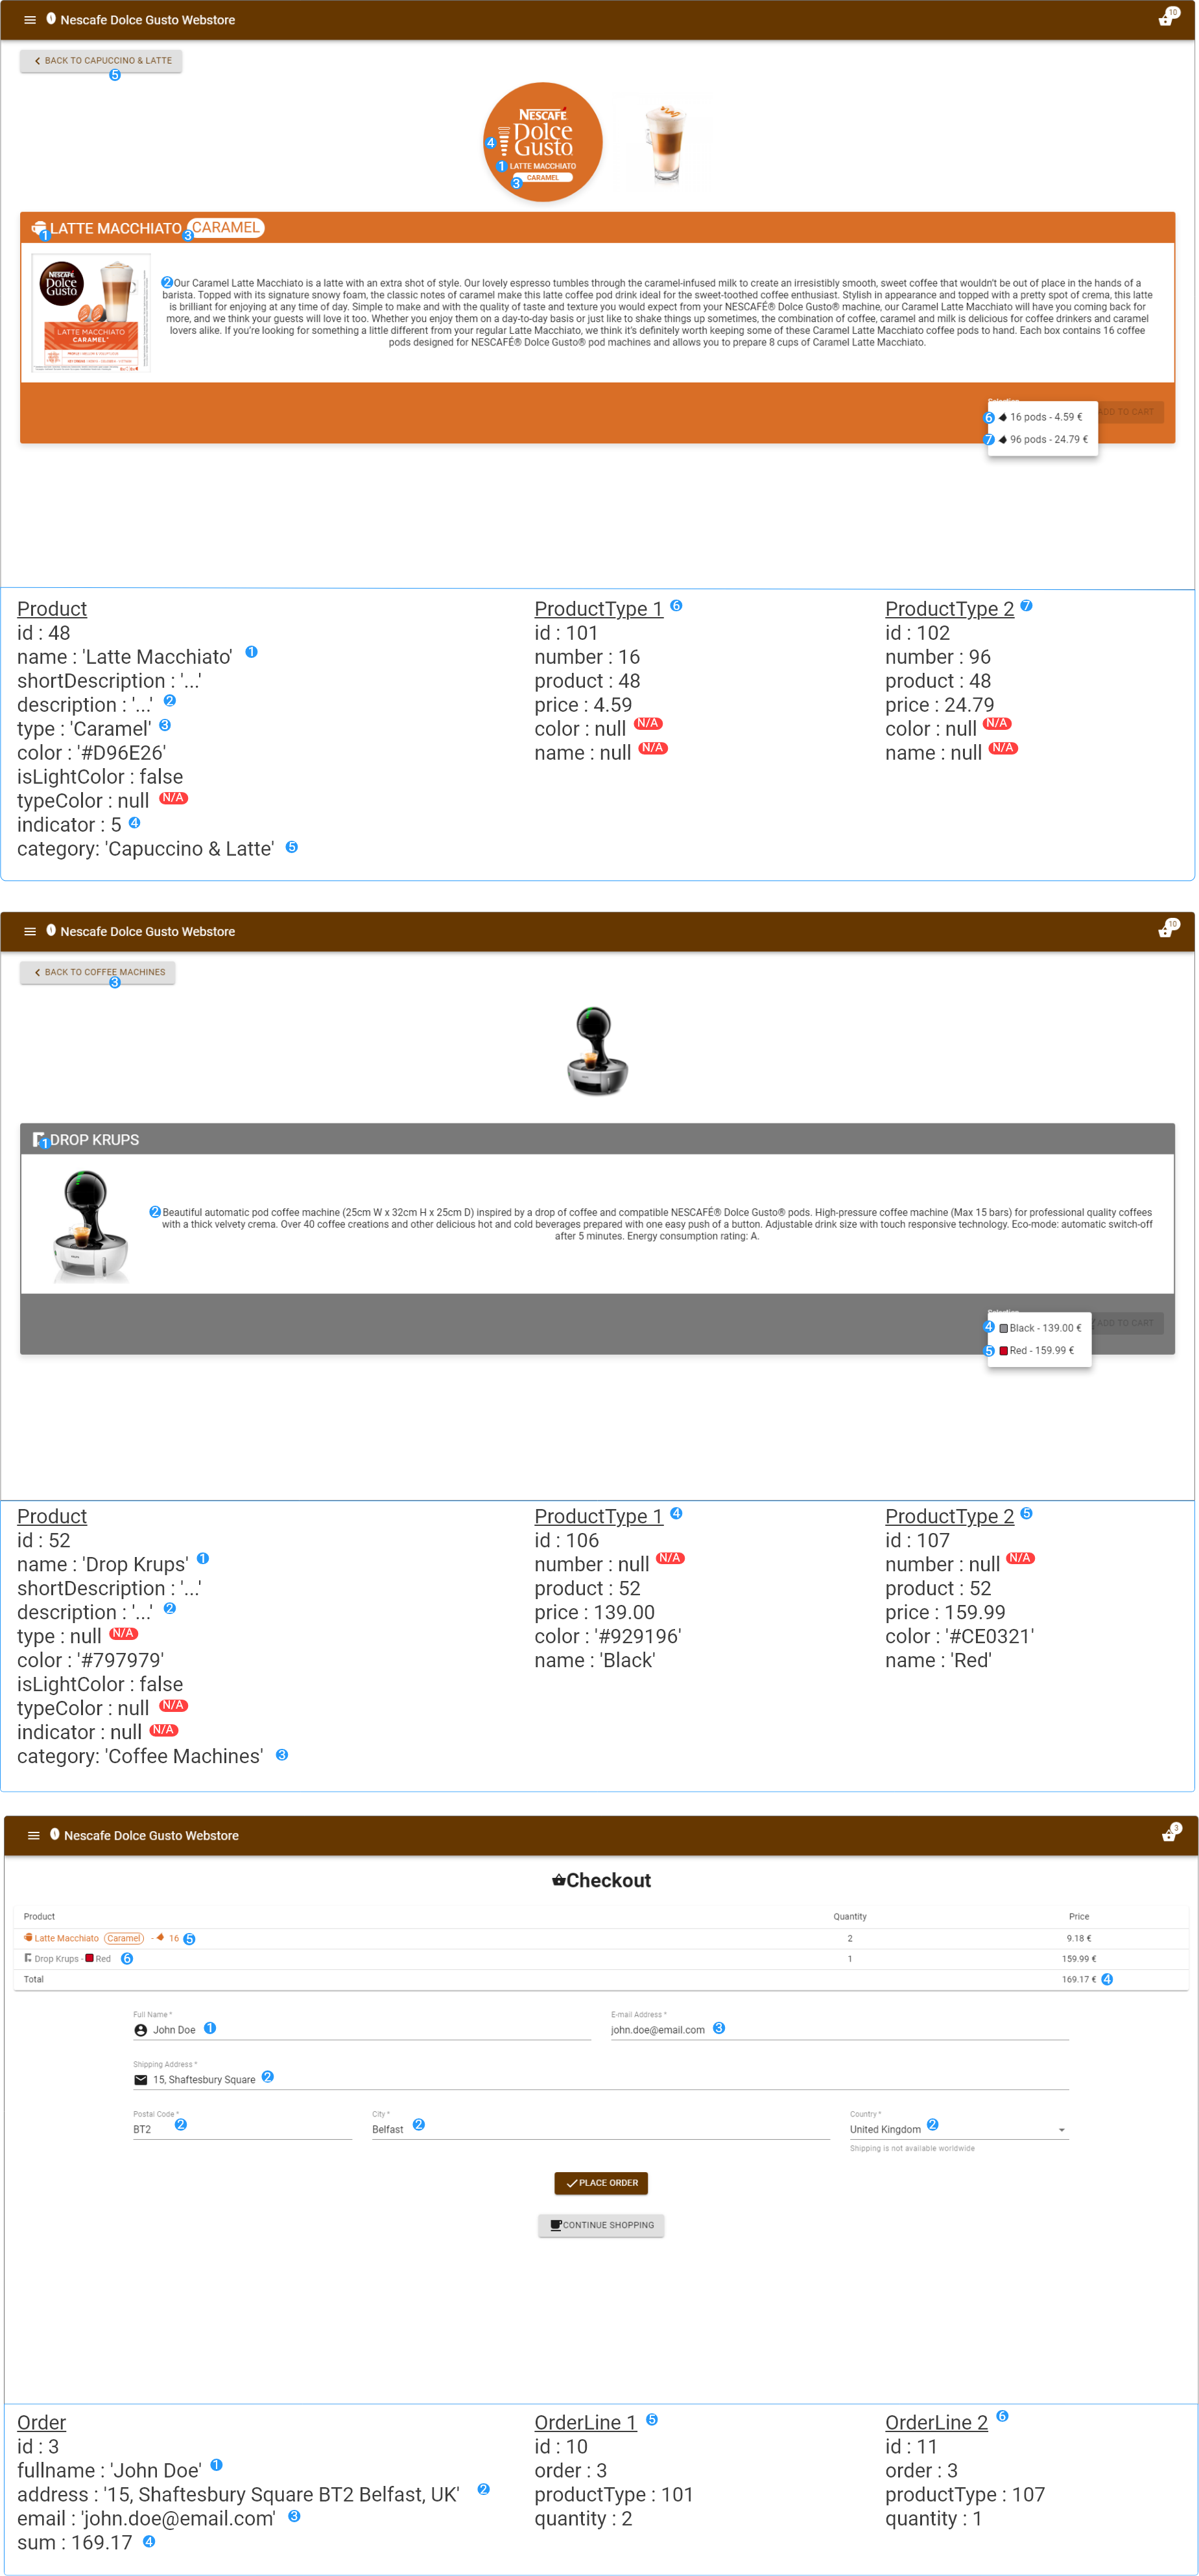 Nescafe Dolce Gusto Webstore
10
BACK TO CAPUCCINO & LATTE
5
NESCAFÉ
Dolce
Gusto
4
1 LATTE MACCHIATO
3 CARAMEL
1 LATTE MACCHIATO 3 CARAMEL
NESCAFÉ
Dolce
Gusto
LATTE MACCHIATO
CARAMEL
2 Our Caramel Latte Macchiato is a latte with an extra shot of style. Our lovely espresso tumbles through the caramel-infused milk to create an irresistibly smooth, sweet coffee that wouldn't be out of place in the hands of a
barista. Topped with its signature snowy foam, the classic notes of caramel make this latte coffee pod drink ideal for the sweet-toothed coffee enthusiast. Stylish in appearance and topped with a pretty spot of crema, this latte
is brilliant for enjoying at any time of day. Simple to make and with the quality of taste and texture you would expect from your NESCAFÉ® Dolce Gusto® machine, our Caramel Latte Macchiato will have you coming back for
more, and we think your guests will love it too. Whether you enjoy them on a day-to-day basis or just like to shake things up sometimes, the combination of coffee, caramel and milk is delicious for coffee drinkers and caramel
lovers alike. If you're looking for something a little different from your regular Latte Macchiato, we think it's definitely worth keeping some of these Caramel Latte Macchiato coffee pods to hand. Each box contains 16 coffee
pods designed for NESCAFÉ® Dolce Gusto® pod machines and allows you to prepare 8 cups of Caramel Latte Macchiato.
6 16 pods - 4.59 €
ADD TO CART
7 96 pods - 24.79 €
Product
id : 48
name : 'Latte Macchiato' 1
shortDescription : '...'
description : '...' 2
type : 'Caramel' 3
color : '#D96E26'
isLightColor : false
typeColor : null N/A
indicator : 5 4
category: 'Capuccino & Latte' 5
ProductType 1 6
id : 101
number : 16
product : 48
price : 4.59
color : null N/A
name : null N/A
ProductType 2 7
id : 102
number : 96
product : 48
price : 24.79
color : null N/A
name : null N/A
Nescafe Dolce Gusto Webstore
10
BACK TO COFFEE MACHINES
3
1 DROP KRUPS
2 Beautiful automatic pod coffee machine (25cm W x 32cm H x 25cm D) inspired by a drop of coffee and compatible NESCAFÉ® Dolce Gusto® pods. High-pressure coffee machine (Max 15 bars) for professional quality coffees
with a thick velvety crema. Over 40 coffee creations and other delicious hot and cold beverages prepared with one easy push of a button. Adjustable drink size with touch responsive technology. Eco-mode: automatic switch-off
after 5 minutes. Energy consumption rating: A.
4 Black - 139.00 €
ADD TO CART
5 Red - 159.99 €
Product
id : 52
name : 'Drop Krups' 1
shortDescription : '...'
description : '...' 2
type : null N/A
color : '#797979'
isLightColor : false
typeColor : null N/A
indicator : null N/A
category: 'Coffee Machines' 3
ProductType 1 4
id : 106
number : null N/A
product : 52
price : 139.00
color : '#929196'
name : 'Black'
ProductType 2 5
id : 107
number : null N/A
product : 52
price : 159.99
color : '#CE0321'
name : 'Red'
Nescafe Dolce Gusto Webstore
3
Checkout
Product Quantity Price
Latte Macchiato Caramel - 16 5 2 9.18 €
Drop Krups - Red 6 1 159.99 €
Total 169.17 € 4
Full Name *
John Doe 1
E-mail Address *
john.doe@email.com 3
Shipping Address *
15, Shaftesbury Square 2
Postal Code *
BT2 2
City *
Belfast 2
Country *
United Kingdom 2
Shipping is not available worldwide
PLACE ORDER
CONTINUE SHOPPING
Order
id : 3
fullname : 'John Doe' 1
address : '15, Shaftesbury Square BT2 Belfast, UK' 2
email : 'john.doe@email.com' 3
sum : 169.17 4
OrderLine 1 5
id : 10
order : 3
productType : 101
quantity : 2
OrderLine 2 6
id : 11
order : 3
productType : 107
quantity : 1